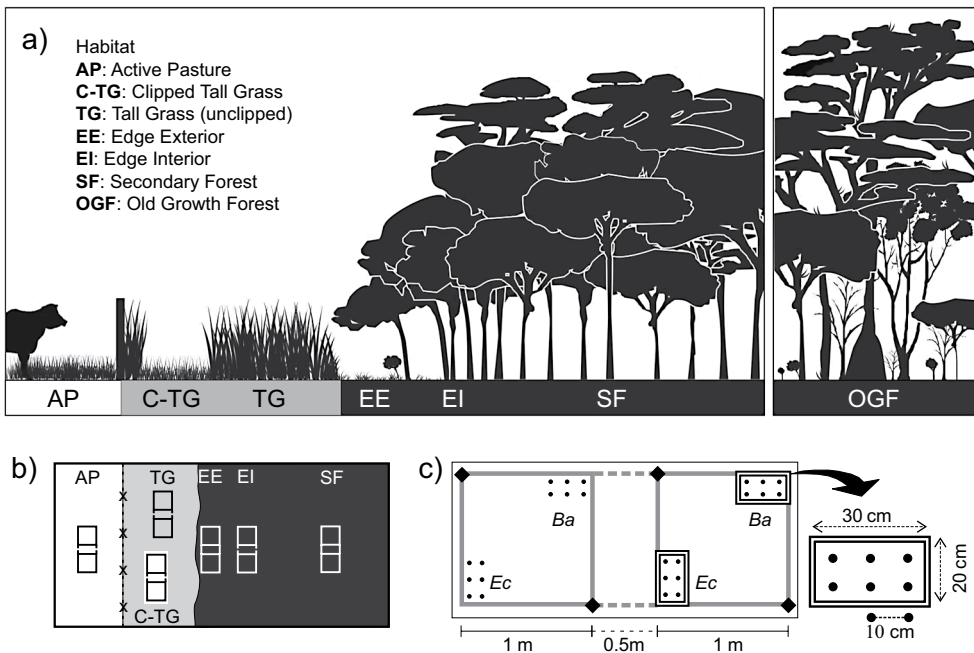 a)
Habitat
AP: Active Pasture
C-TG: Clipped Tall Grass
TG: Tall Grass (unclipped)
EE: Edge Exterior
EI: Edge Interior
SF: Secondary Forest
OGF: Old Growth Forest
AP C-TG TG EE EI SF OGF
b)
AP TG EE EI SF
x
x
x
x
C-TG
c)
Ba Ba
Ec Ec
1 m 0.5m 1 m
30 cm
20 cm
10 cm